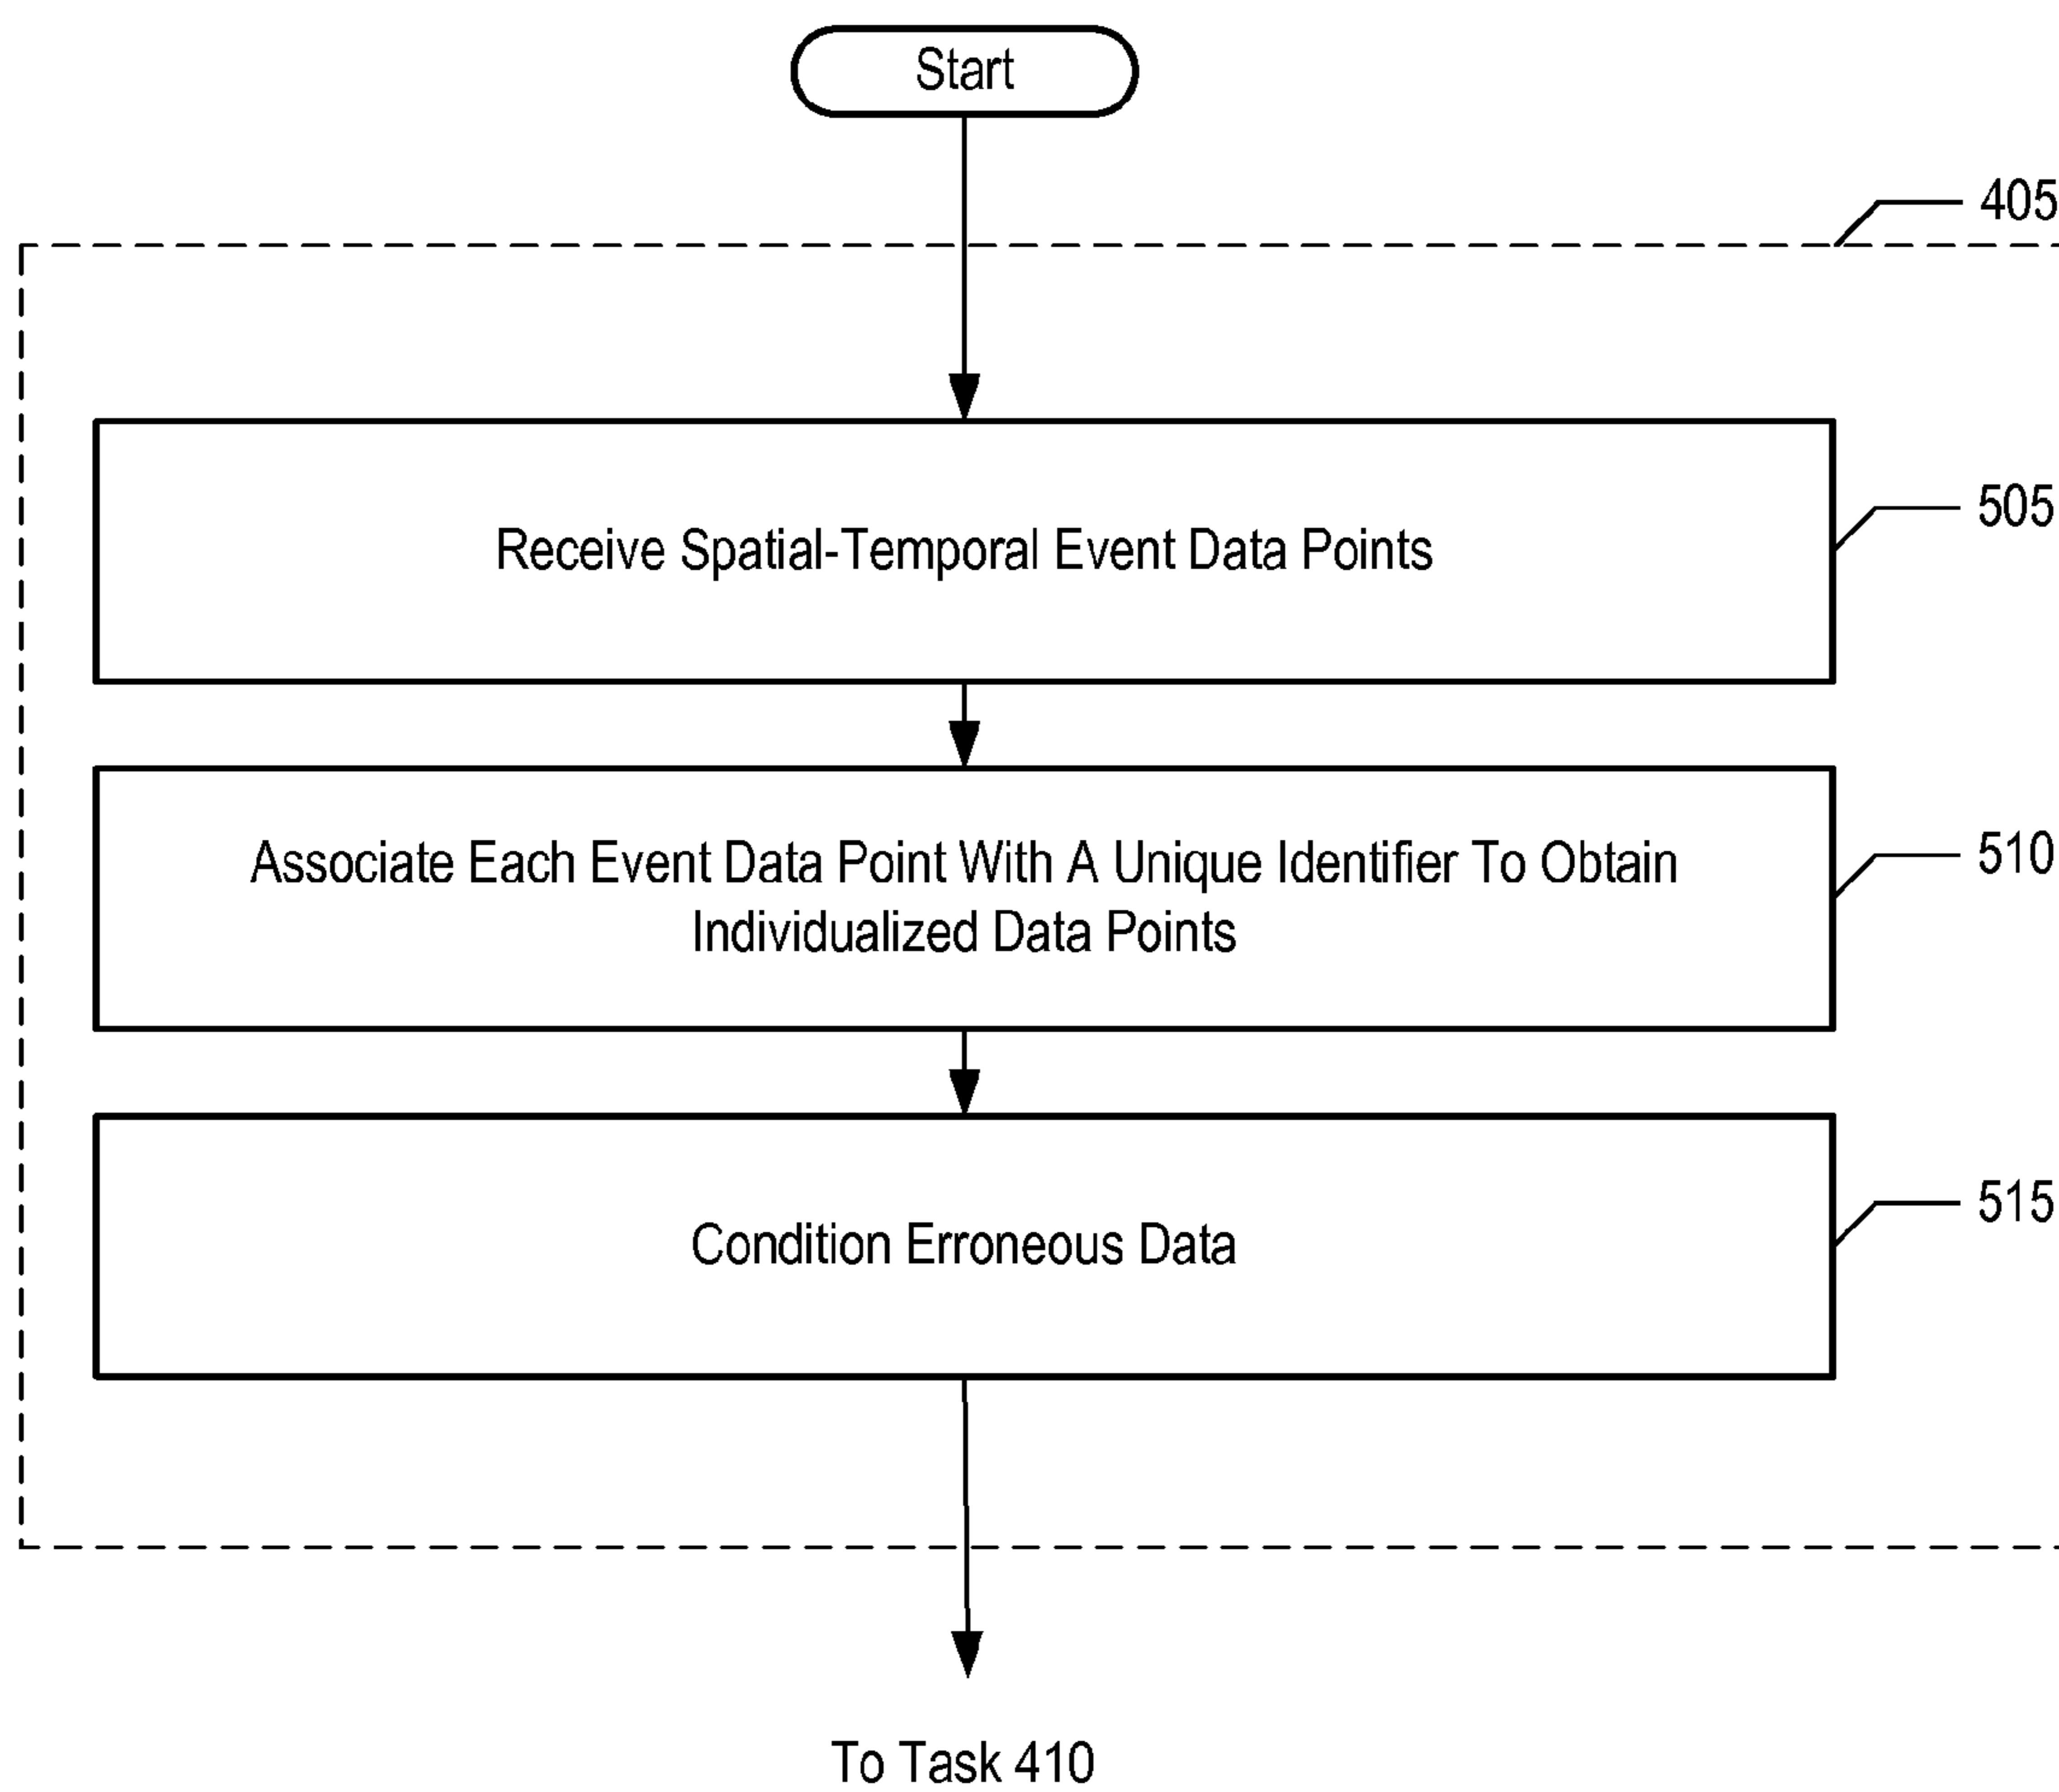 Start
405
Receive Spatial-Temporal Event Data Points
505
Associate Each Event Data Point With A Unique Identifier To Obtain
Individualized Data Points
510
Condition Erroneous Data
515
To Task 410